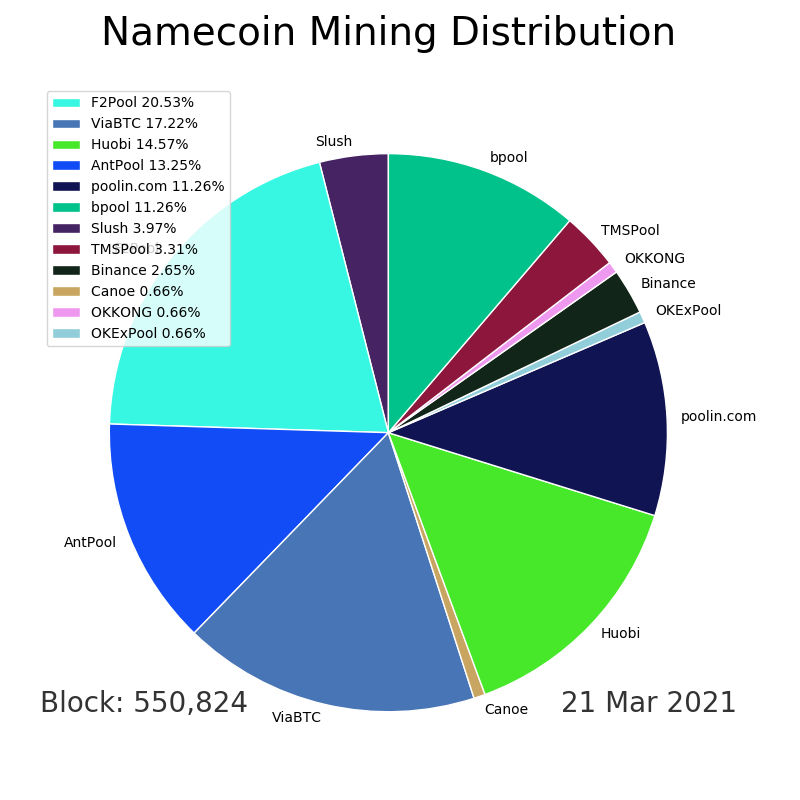 Namecoin Mining Distribution
F2Pool 20.53%
ViaBTC 17.22%
Huobi 14.57%
AntPool 13.25%
poolin.com 11.26%
bpool 11.26%
Slush 3.97%
TMSPool 3.31%
Binance 2.65%
Canoe 0.66%
OKKONG 0.66%
OKExPool 0.66%
Slush
bpool
TMSPool
OKKONG
Binance
OKExPool
poolin.com
AntPool
Huobi
Canoe
ViaBTC
Block: 550,824
21 Mar 2021